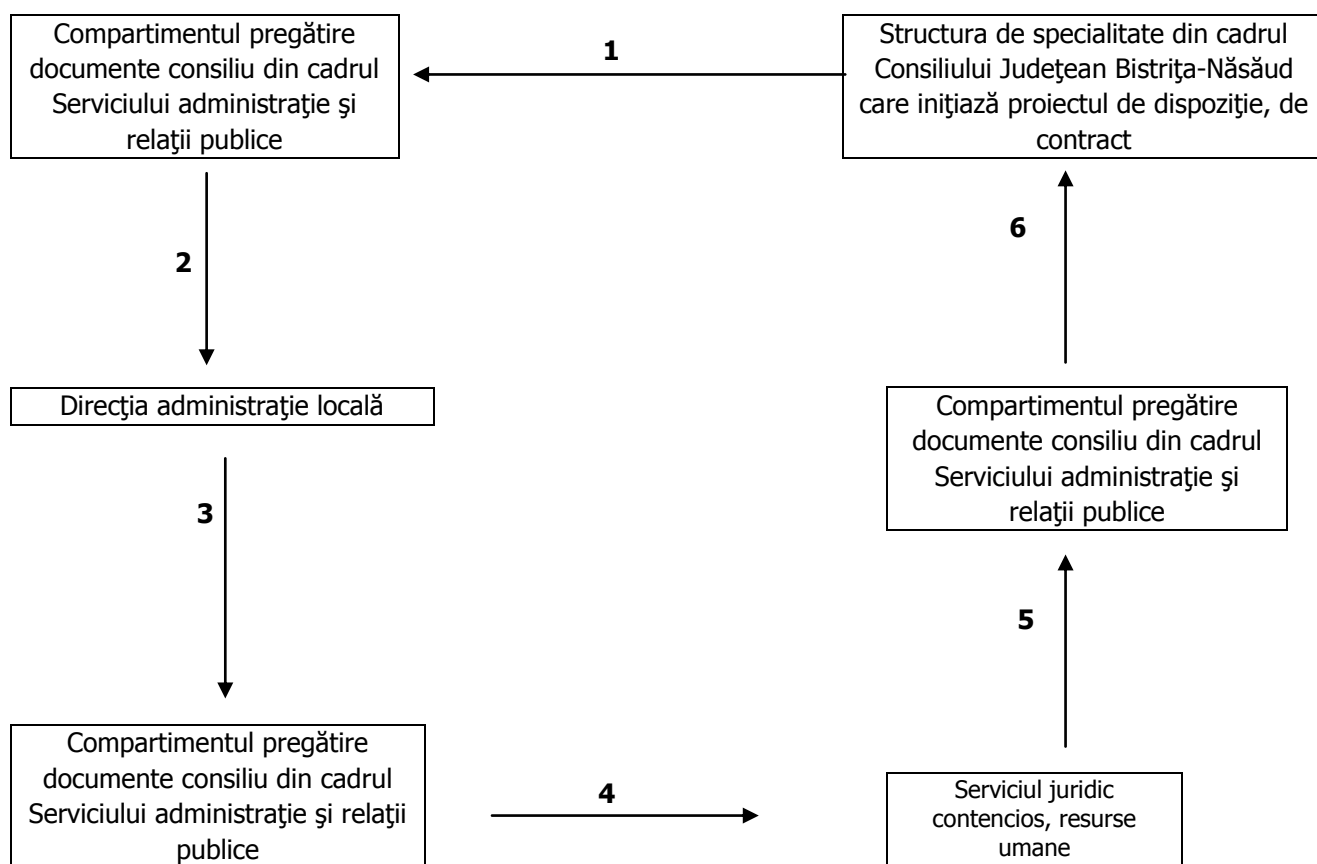 Compartimentul pregătire
documente consiliu din cadrul
Serviciului administraţie şi
relaţii publice
1
Structura de specialitate din cadrul
Consiliului Judeţean Bistriţa-Năsăud
care iniţiază proiectul de dispoziţie, de
contract
2
6
Direcţia administraţie locală
Compartimentul pregătire
documente consiliu din cadrul
Serviciului administraţie şi
relaţii publice
3
5
Compartimentul pregătire
documente consiliu din cadrul
Serviciului administraţie şi relaţii
publice
4
Serviciul juridic
contencios, resurse
umane